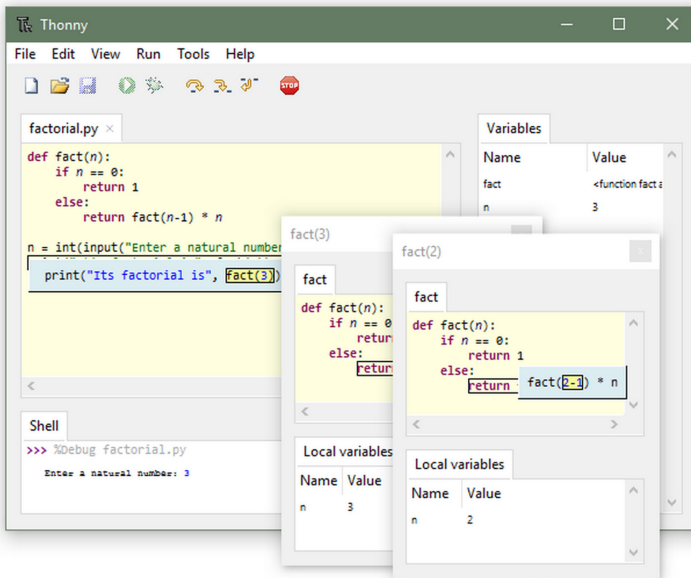 Thonny
File Edit View Run Tools Help
STOP
factorial.py
def fact(n):
    if n == 0:
        return 1
    else:
        return fact(n-1) * n
n = int(input("Enter a natural number
print("Its factorial is", fact(3))
Shell
>>> %Debug factorial.py
Enter a natural number: 3
Variables
Name Value
fact <function fact a
n 3
fact(3)
fact
def fact(n):
    if n == 0
        retur
    else:
        retur
Local variables
Name Value
n 3
fact(2)
fact
def fact(n):
    if n == 0:
        return 1
    else:
        return fact(2-1) * n
Local variables
Name Value
n 2